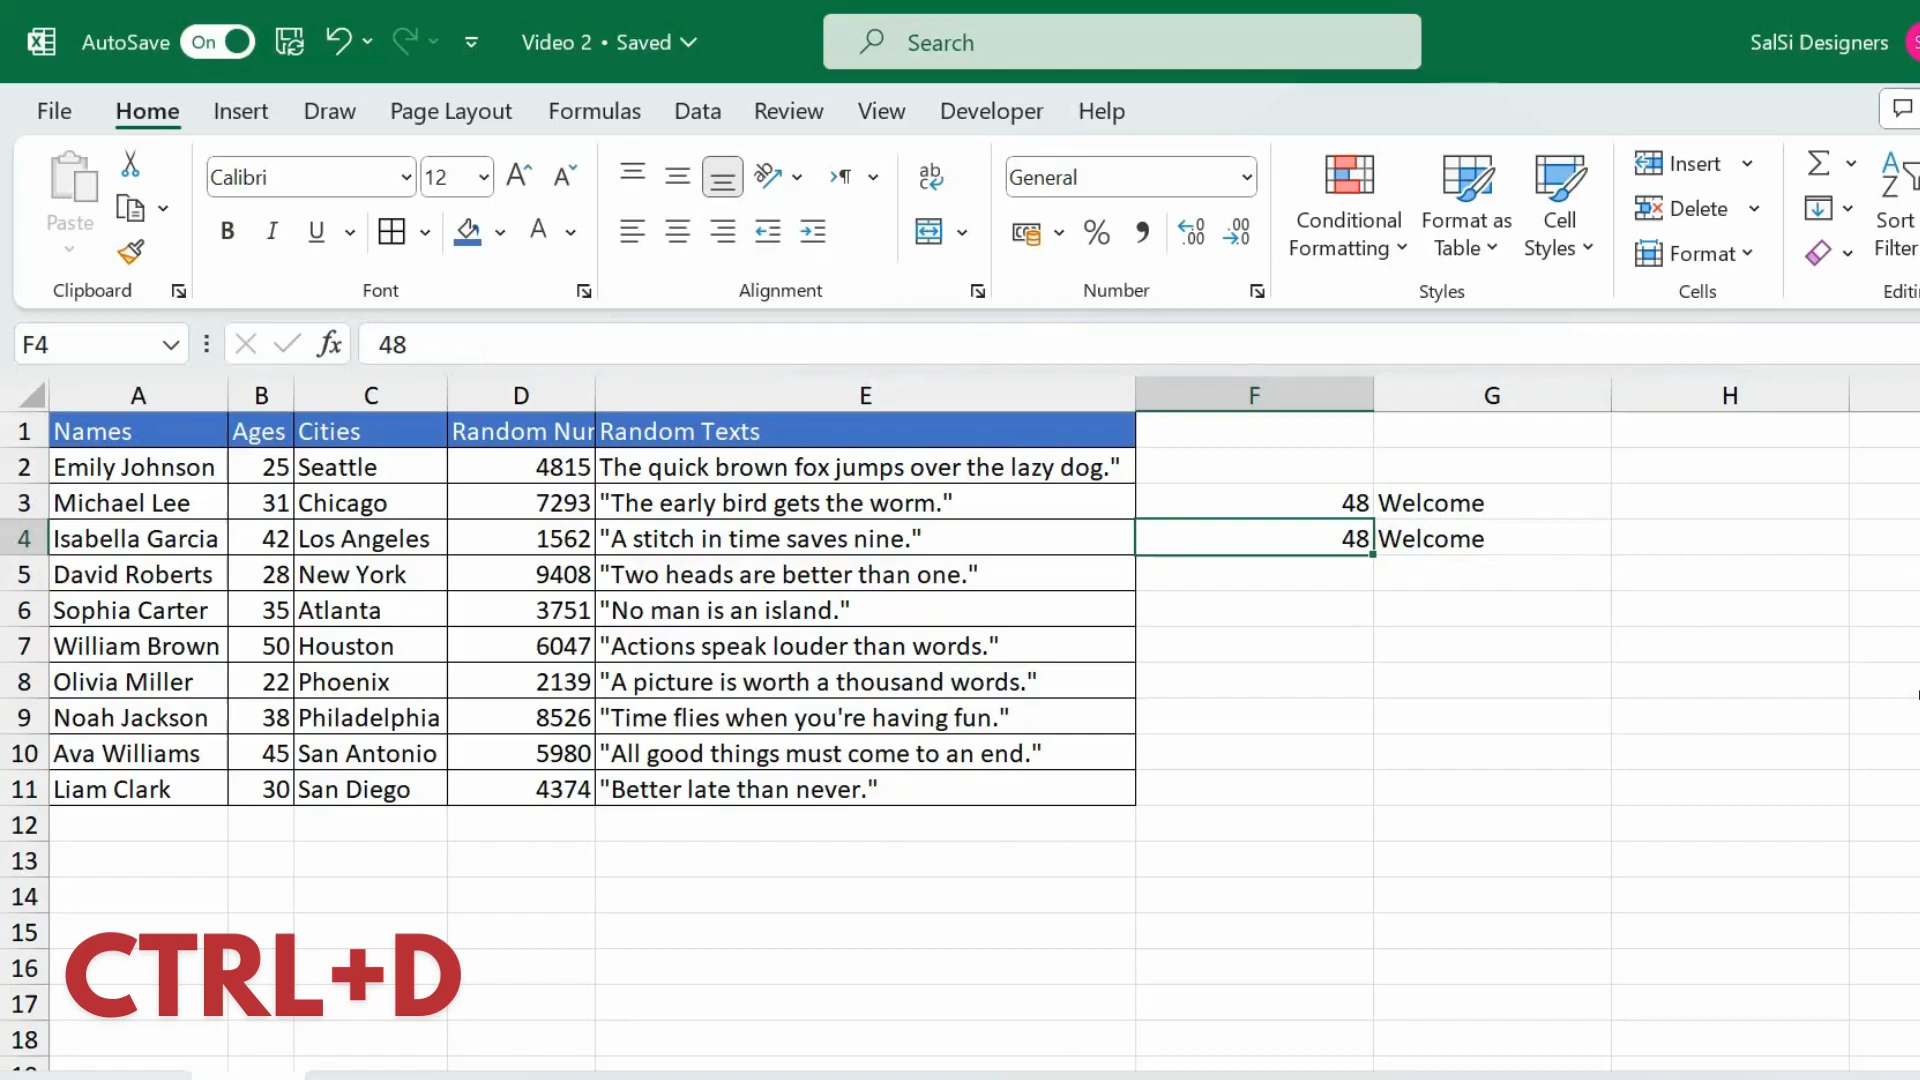 AutoSave On Video 2 • Saved Search SalSi Designers
File Home Insert Draw Page Layout Formulas Data Review View Developer Help
Calibri 12 General
Paste
B I U A
Conditional Formatting Format as Table Cell Styles
Insert
Delete
Format
Sort
Filter
Clipboard Font Alignment Number Styles Cells Editi
F4 fx 48
A B C D E F G H
1 Names Ages Cities Random Nur Random Texts
2 Emily Johnson 25 Seattle 4815 The quick brown fox jumps over the lazy dog."
3 Michael Lee 31 Chicago 7293 "The early bird gets the worm." 48 Welcome
4 Isabella Garcia 42 Los Angeles 1562 "A stitch in time saves nine." 48 Welcome
5 David Roberts 28 New York 9408 "Two heads are better than one."
6 Sophia Carter 35 Atlanta 3751 "No man is an island."
7 William Brown 50 Houston 6047 "Actions speak louder than words."
8 Olivia Miller 22 Phoenix 2139 "A picture is worth a thousand words."
9 Noah Jackson 38 Philadelphia 8526 "Time flies when you're having fun."
10 Ava Williams 45 San Antonio 5980 "All good things must come to an end."
11 Liam Clark 30 San Diego 4374 "Better late than never."
12
13
14
15
16
17
18
CTRL+D